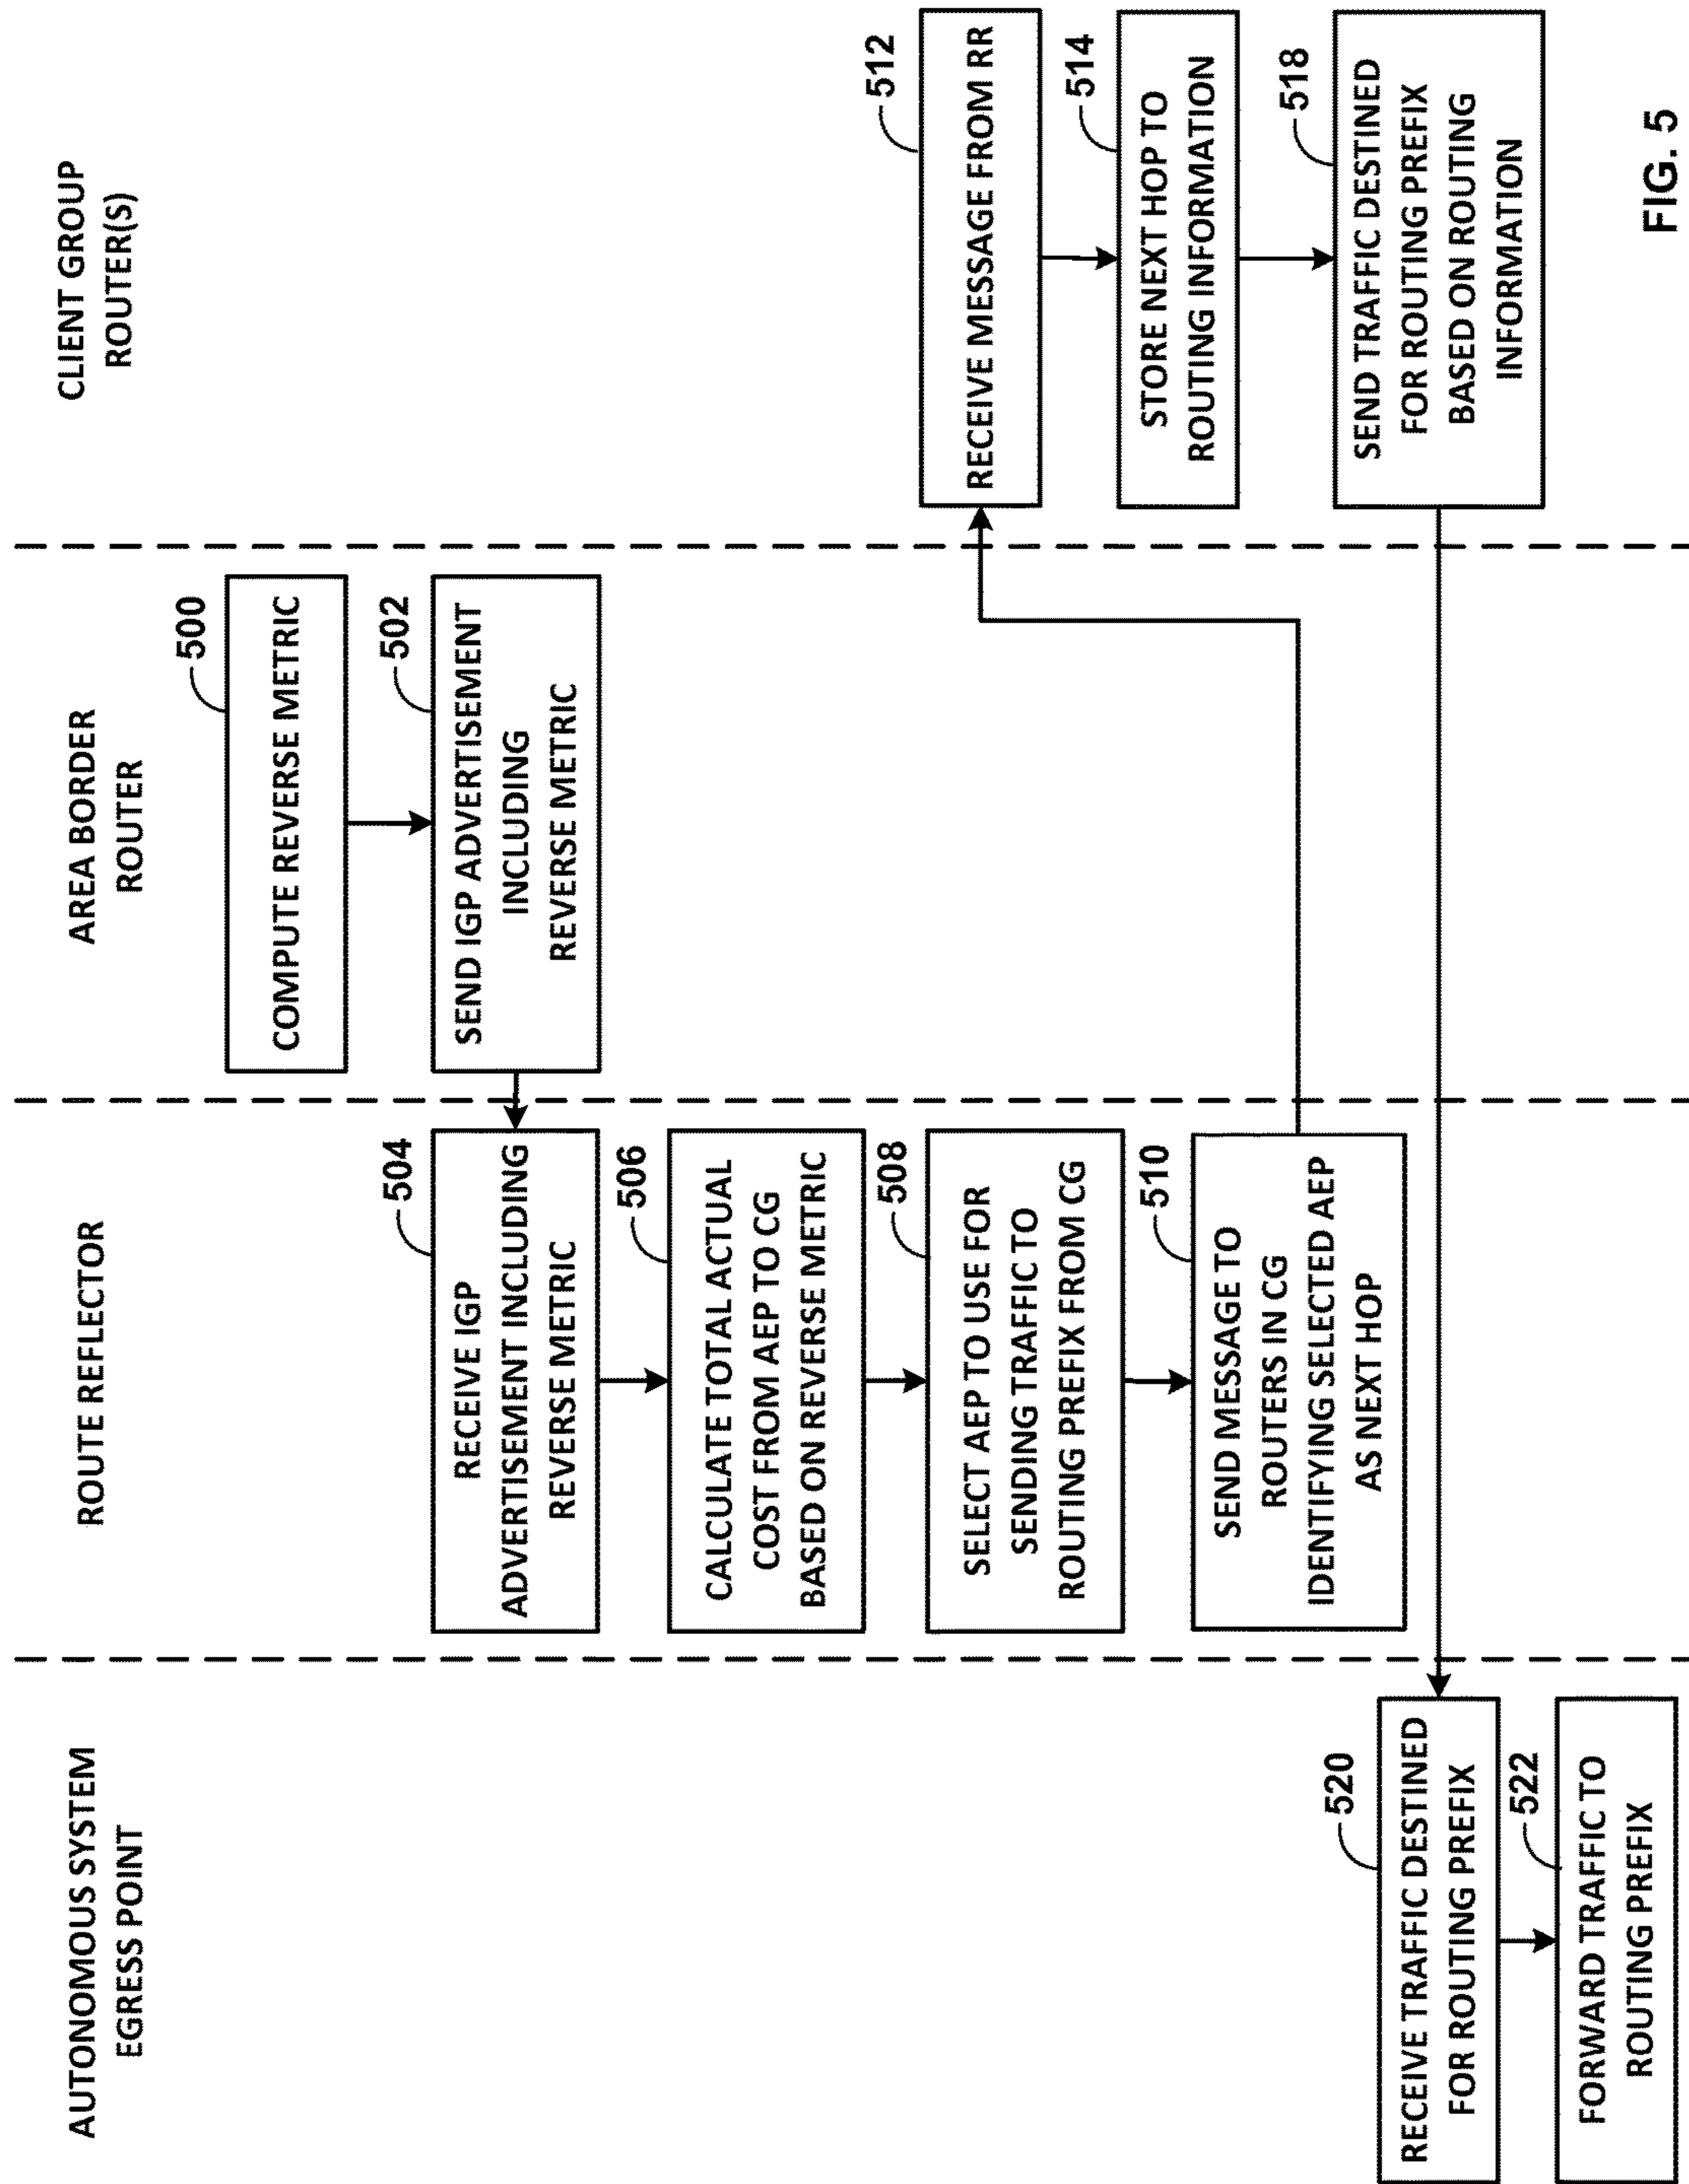 AUTONOMOUS SYSTEM
EGRESS POINT
ROUTE REFLECTOR
AREA BORDER
ROUTER
CLIENT GROUP
ROUTER(S)
500
COMPUTE REVERSE METRIC
502
SEND IGP ADVERTISEMENT
INCLUDING
REVERSE METRIC
504
RECEIVE IGP
ADVERTISEMENT INCLUDING
REVERSE METRIC
506
CALCULATE TOTAL ACTUAL
COST FROM AEP TO CG
BASED ON REVERSE METRIC
508
SELECT AEP TO USE FOR
SENDING TRAFFIC TO
ROUTING PREFIX FROM CG
510
SEND MESSAGE TO
ROUTERS IN CG
IDENTIFYING SELECTED AEP
AS NEXT HOP
512
RECEIVE MESSAGE FROM RR
514
STORE NEXT HOP TO
ROUTING INFORMATION
518
SEND TRAFFIC DESTINED
FOR ROUTING PREFIX
BASED ON ROUTING
INFORMATION
520
RECEIVE TRAFFIC DESTINED
FOR ROUTING PREFIX
522
FORWARD TRAFFIC TO
ROUTING PREFIX
FIG. 5